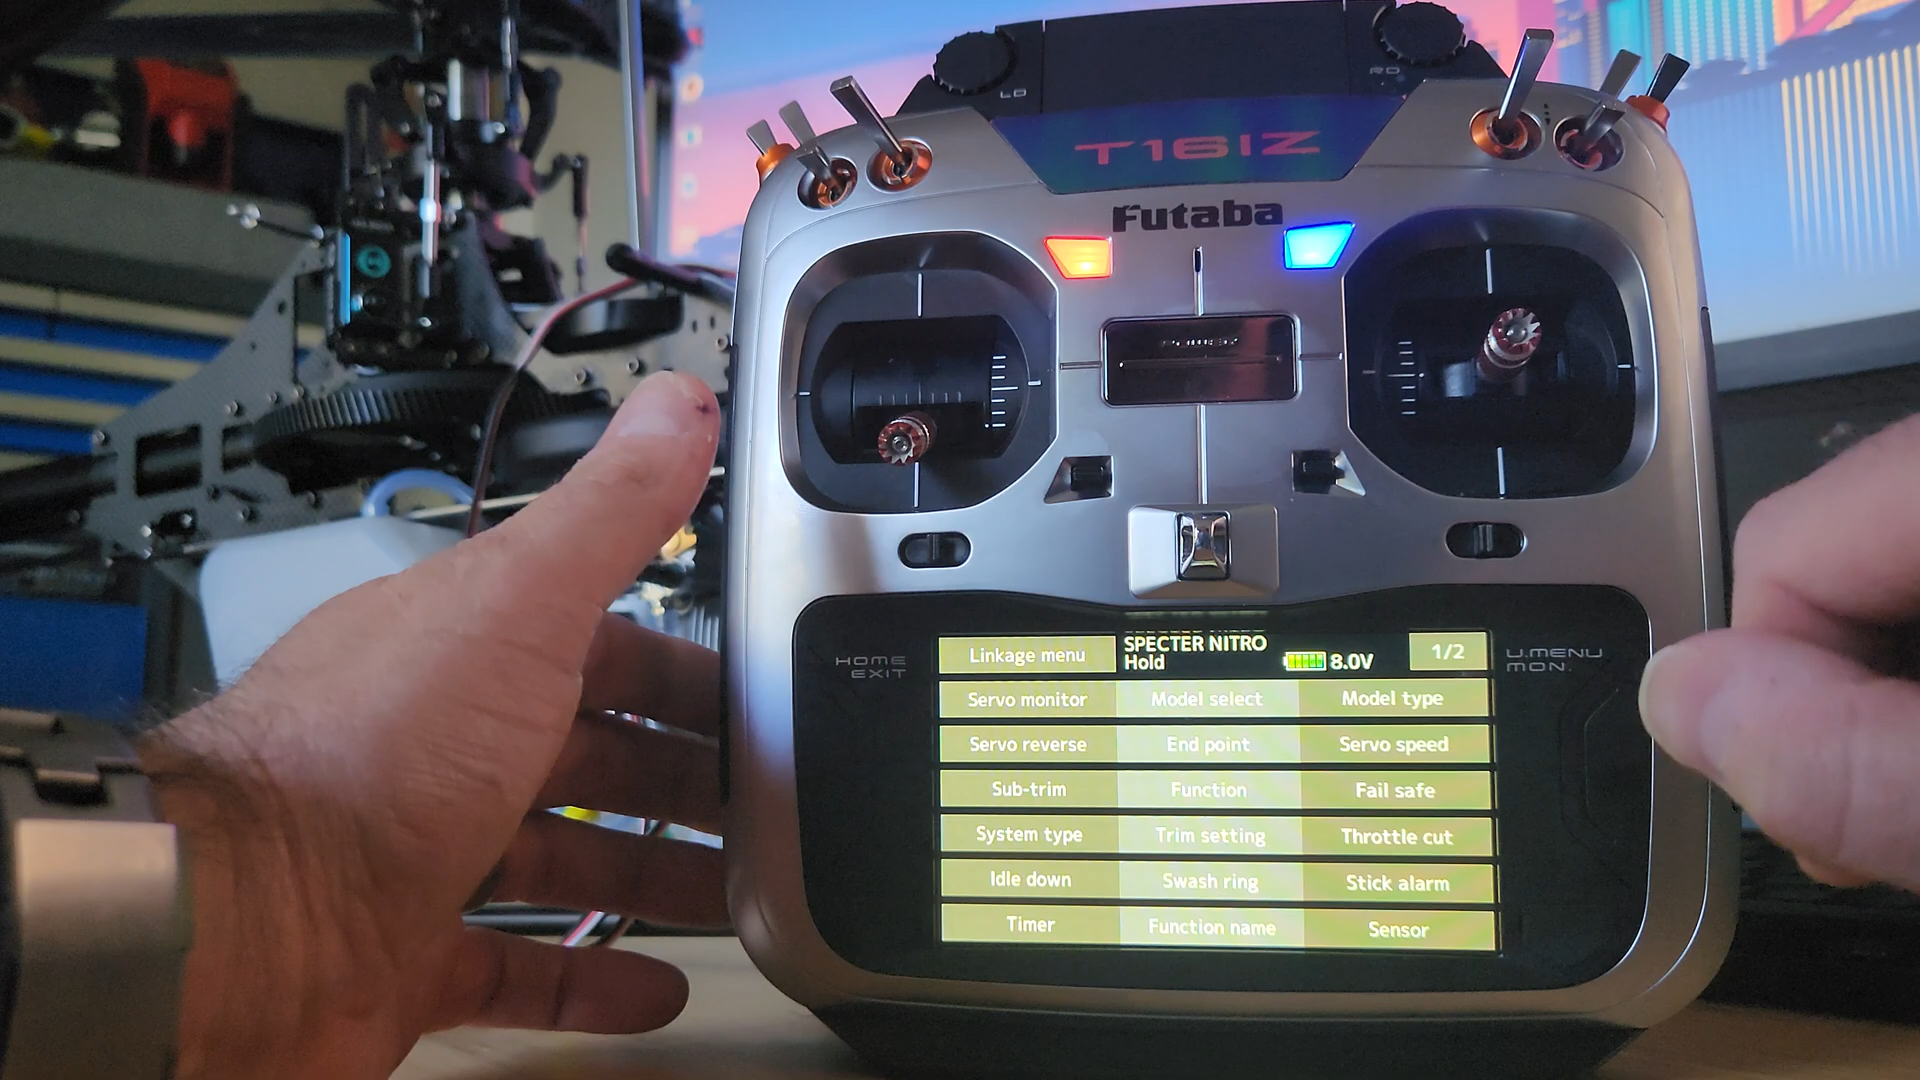 LD
RD
T16IZ
Futaba
POWER
HOME
EXIT
U.MENU
MON.
Linkage menu
SPECTER NITRO
Hold
8.0V
1/2
Servo monitor
Model select
Model type
Servo reverse
End point
Servo speed
Sub-trim
Function
Fail safe
System type
Trim setting
Throttle cut
Idle down
Swash ring
Stick alarm
Timer
Function name
Sensor